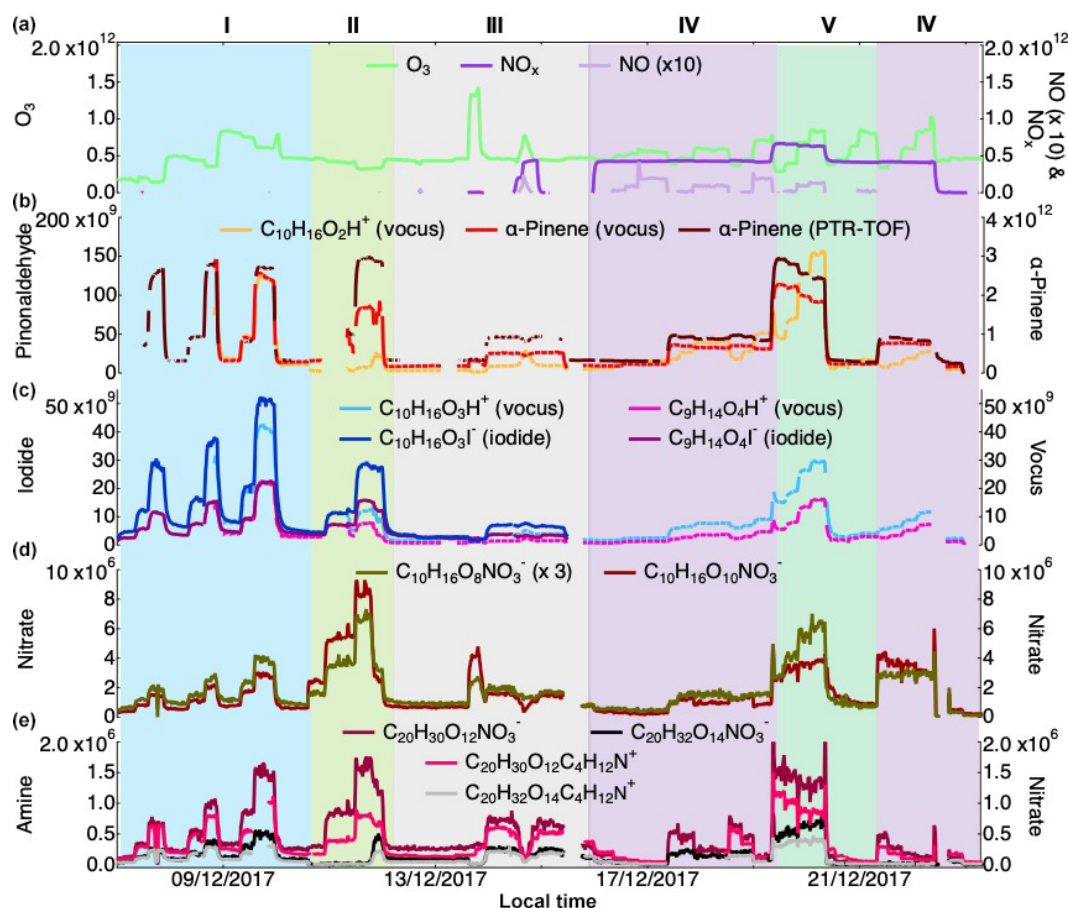 (a) I II III IV V IV
2.0 x10¹² 2.0 x10¹²
O₃ NOₓ NO (x10)
1.5 1.5
1.0 1.0
0.5 0.5
0.0 0.0
O₃ NO (x 10) & NOₓ
(b)
200 x10⁹ 4 x10¹²
C₁₀H₁₆O₂H⁺ (vocus) α-Pinene (vocus) α-Pinene (PTR-TOF)
150 3
100 2
50 1
0 0
Pinonaldehyde α-Pinene
(c)
50 x10⁹ 50 x10⁹
C₁₀H₁₆O₃H⁺ (vocus) C₉H₁₄O₄H⁺ (vocus)
C₁₀H₁₆O₃I⁻ (iodide) C₉H₁₄O₄I⁻ (iodide)
40 40
30 30
20 20
10 10
0 0
Iodide Vocus
(d)
10 x10⁶ 10 x10⁶
C₁₀H₁₆O₈NO₃⁻ (x 3) C₁₀H₁₆O₁₀NO₃⁻
8 8
6 6
4 4
2 2
0 0
Nitrate Nitrate
(e)
C₂₀H₃₀O₁₂NO₃⁻ C₂₀H₃₂O₁₄NO₃⁻
2.0 x10⁶ 2.0 x10⁶
C₂₀H₃₀O₁₂C₄H₁₂N⁺
C₂₀H₃₂O₁₄C₄H₁₂N⁺
1.5 1.5
1.0 1.0
0.5 0.5
0.0 0.0
Amine Nitrate
09/12/2017 13/12/2017 17/12/2017 21/12/2017
Local time